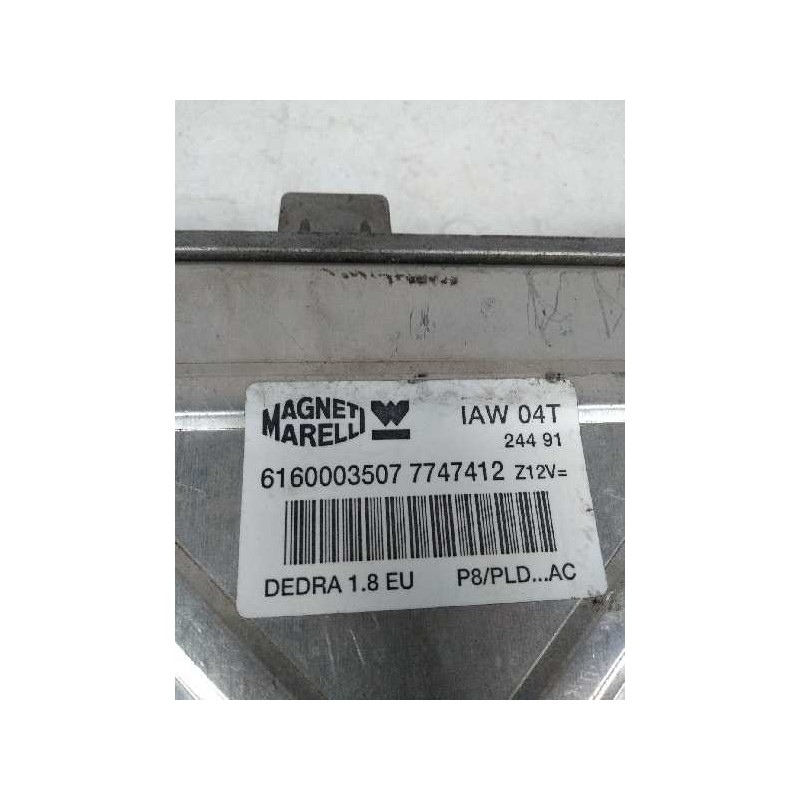 MAGNETI MARELLI IAW 04T
244 91
6160003507 7747412 Z12V=
DEDRA 1.8 EU P8/PLD...AC